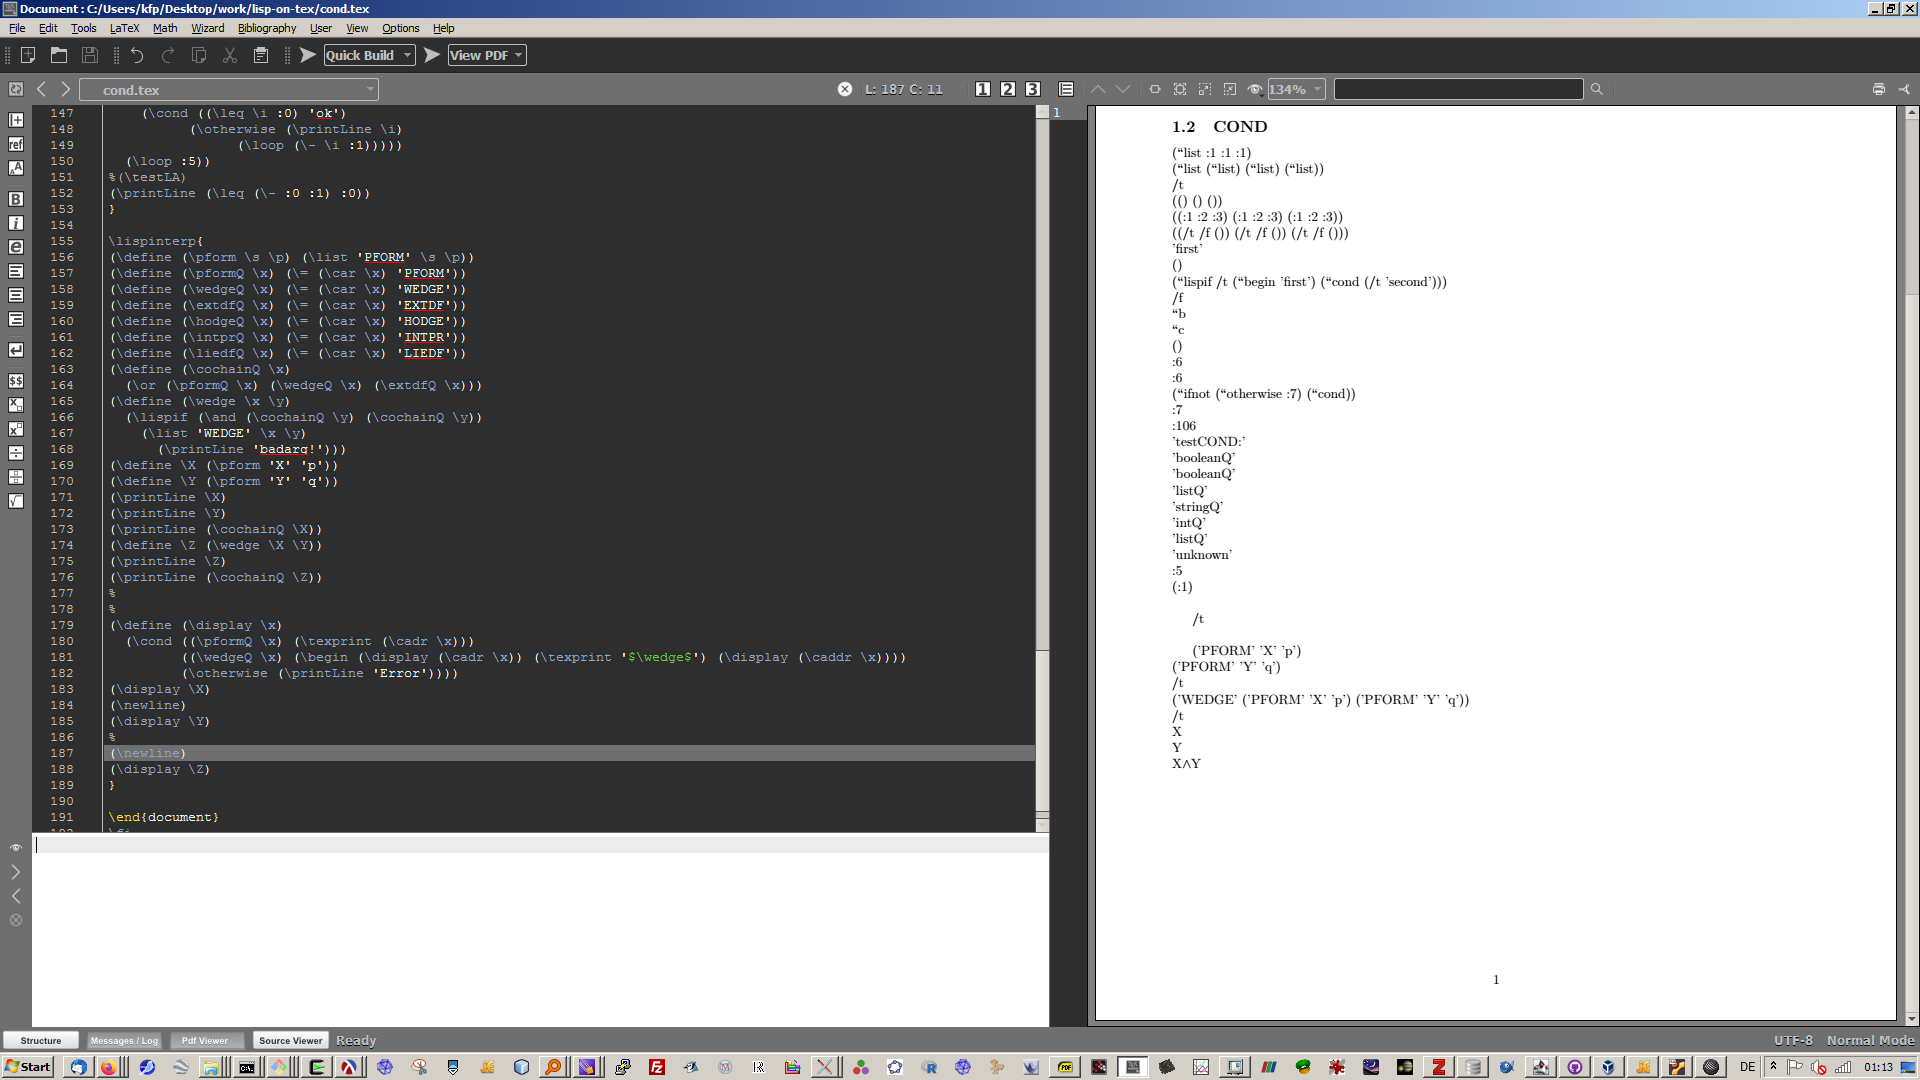 Document : C:/Users/kfp/Desktop/work/lisp-on-tex/cond.tex
File Edit Tools LaTeX Math Wizard Bibliography User View Options Help
Quick Build View PDF
cond.tex L: 187 C: 11 1 2 3 134%
147 (\cond ((\leq \i :0) 'ok')
148 (\otherwise (\printLine \i)
149 (\loop (\- \i :1)))))
150 (\loop :5))
151 %(\testLA)
152 (\printLine (\leq (\- :0 :1) :0))
153 }
154
155 \lispinterp{
156 (\define (\pform \s \p) (\list 'PFORM' \s \p))
157 (\define (\pformQ \x) (\= (\car \x) 'PFORM'))
158 (\define (\wedgeQ \x) (\= (\car \x) 'WEDGE'))
159 (\define (\extdfQ \x) (\= (\car \x) 'EXTDF'))
160 (\define (\hodgeQ \x) (\= (\car \x) 'HODGE'))
161 (\define (\intprQ \x) (\= (\car \x) 'INTPR'))
162 (\define (\liedfQ \x) (\= (\car \x) 'LIEDF'))
163 (\define (\cochainQ \x)
164 (\or (\pformQ \x) (\wedgeQ \x) (\extdfQ \x)))
165 (\define (\wedge \x \y)
166 (\lispif (\and (\cochainQ \y) (\cochainQ \y))
167 (\list 'WEDGE' \x \y)
168 (\printLine 'badarg!')))
169 (\define \X (\pform 'X' 'p'))
170 (\define \Y (\pform 'Y' 'q'))
171 (\printLine \X)
172 (\printLine \Y)
173 (\printLine (\cochainQ \X))
174 (\define \Z (\wedge \X \Y))
175 (\printLine \Z)
176 (\printLine (\cochainQ \Z))
177 %
178 %
179 (\define (\display \x)
180 (\cond ((\pformQ \x) (\texprint (\cadr \x)))
181 ((\wedgeQ \x) (\begin (\display (\cadr \x)) (\texprint '$\wedge$') (\display (\caddr \x))))
182 (\otherwise (\printLine 'Error'))))
183 (\display \X)
184 (\newline)
185 (\display \Y)
186 %
187 (\newline)
188 (\display \Z)
189 }
190
191 \end{document}
1
1.2 COND
(“list :1 :1 :1)
(“list (“list) (“list) (“list))
/t
(() () ())
((:1 :2 :3) (:1 :2 :3) (:1 :2 :3))
((/t /f ()) (/t /f ()) (/t /f ()))
’first’
()
(“lispif /t (“begin ’first’) (“cond (/t ’second’)))
/f
“b
“c
()
:6
:6
(“ifnot (“otherwise :7) (“cond))
:7
:106
’testCOND:’
’booleanQ’
’booleanQ’
’listQ’
’stringQ’
’intQ’
’listQ’
’unknown’
:5
(:1)
/t
(’PFORM’ ’X’ ’p’)
(’PFORM’ ’Y’ ’q’)
/t
(’WEDGE’ (’PFORM’ ’X’ ’p’) (’PFORM’ ’Y’ ’q’))
/t
X
Y
X∧Y
1
Structure Messages / Log Pdf Viewer Source Viewer Ready UTF-8 Normal Mode
Start DE 01:13